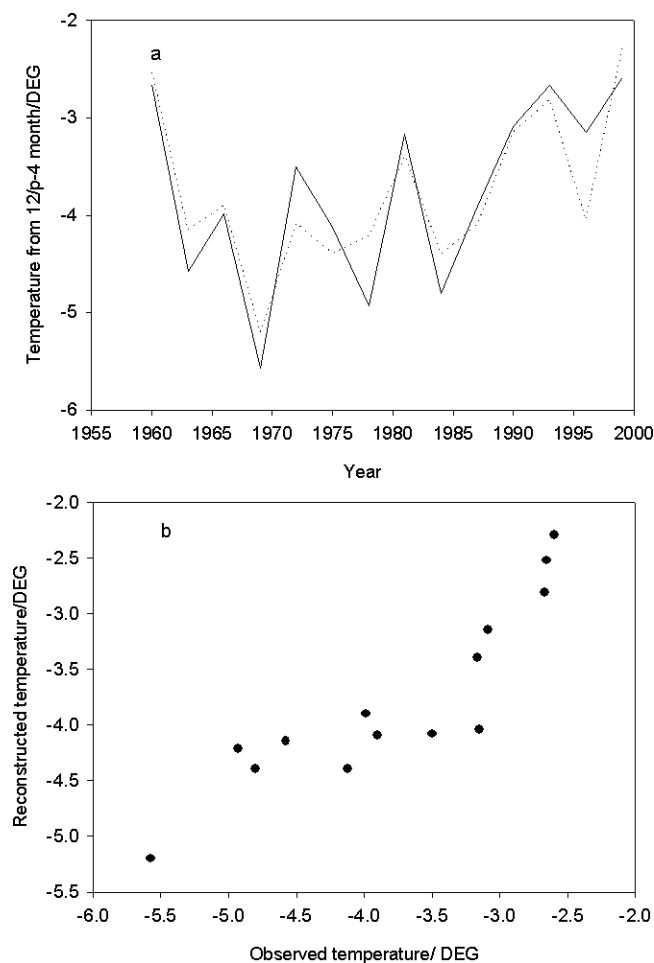 -2
a
-3
-4
-5
-6
Temperature from 12/p-4 month/DEG
1955 1960 1965 1970 1975 1980 1985 1990 1995 2000
Year
-2.0
b
-2.5
-3.0
-3.5
-4.0
-4.5
-5.0
-5.5
Reconstructed temperature/DEG
-6.0 -5.5 -5.0 -4.5 -4.0 -3.5 -3.0 -2.5 -2.0
Observed temperature/ DEG